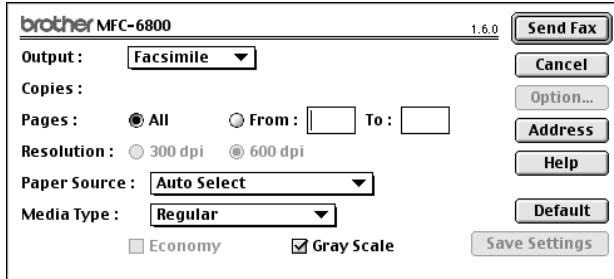 brother MFC-6800 1.6.0 Send Fax
Output : Facsimile Cancel
Copies : Option...
Pages : All From : To : Address
Resolution : 300 dpi 600 dpi Help
Paper Source : Auto Select
Media Type : Regular Default
Economy Gray Scale Save Settings